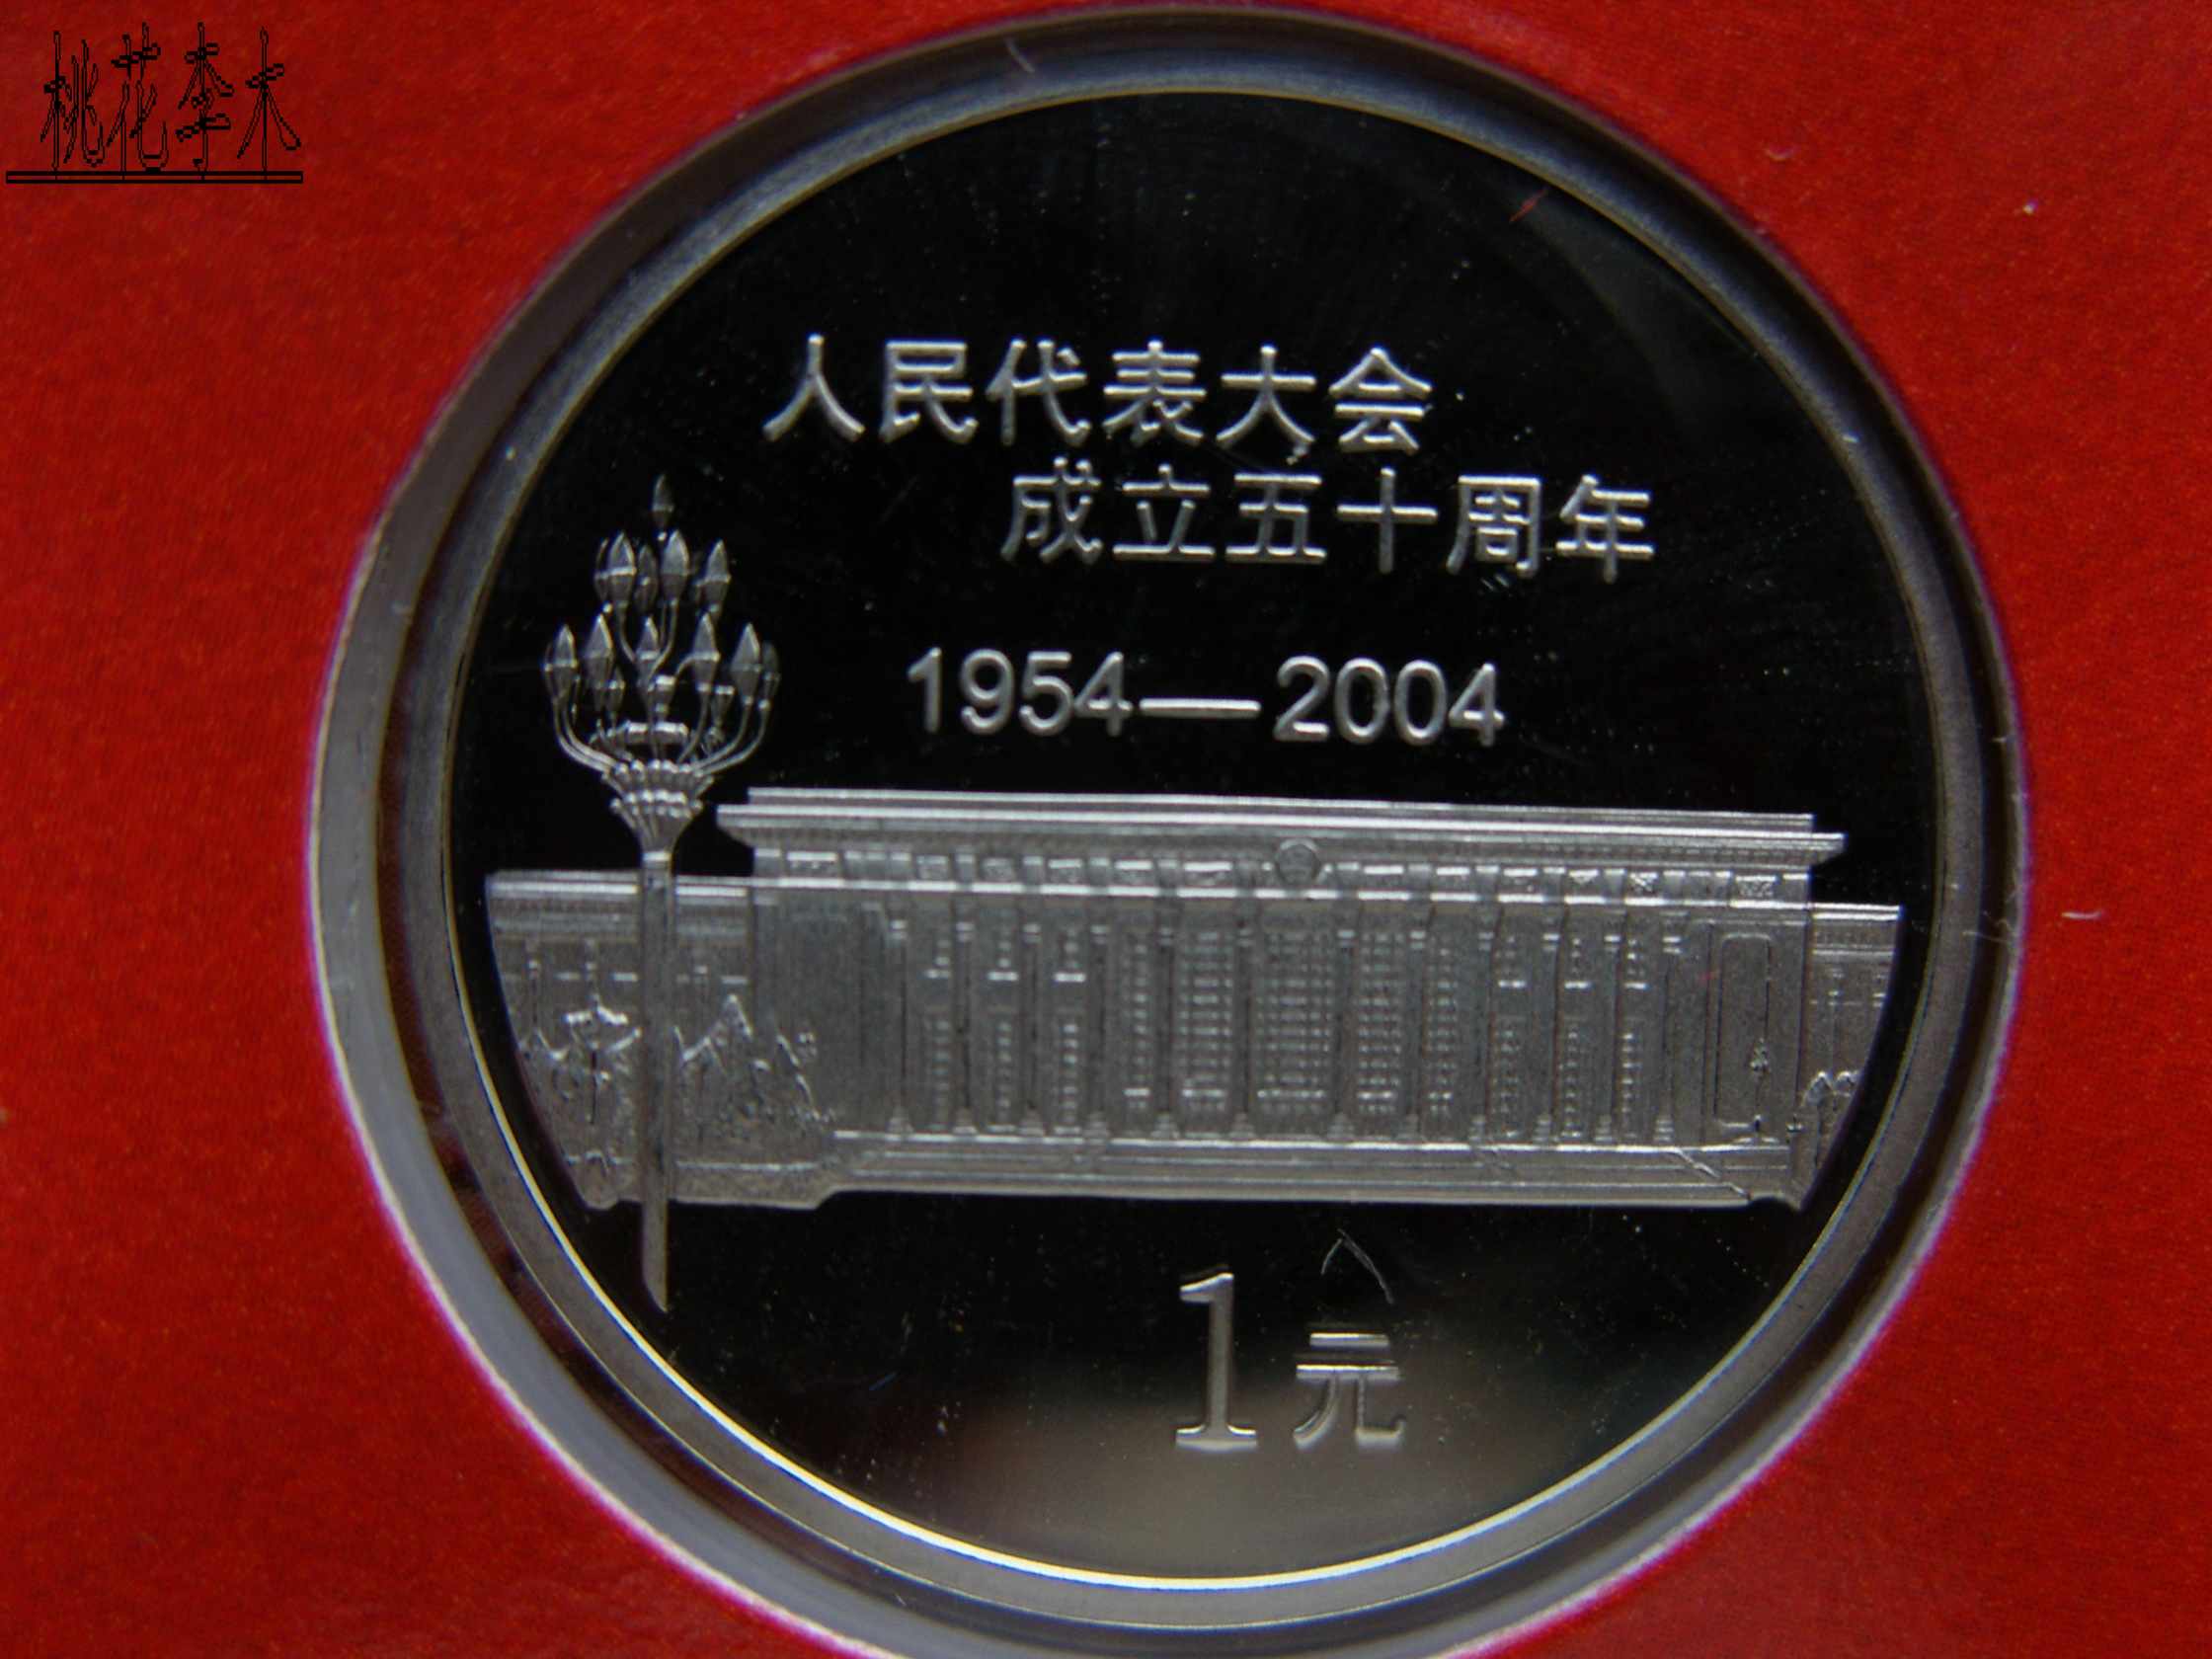 桃花李木
人民代表大会
成立五十周年
1954—2004
1元